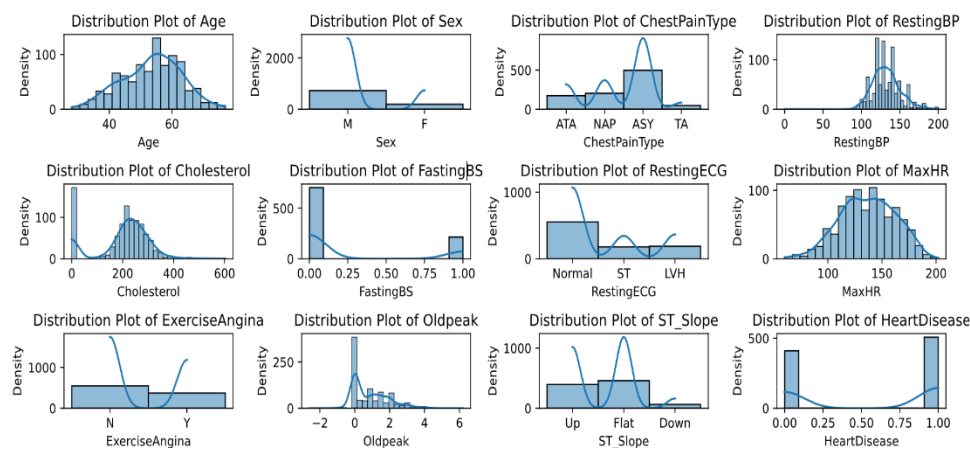 Distribution Plot of Age
Density
100
0
40 60
Age
Distribution Plot of Sex
Density
2000
0
M F
Sex
Distribution Plot of ChestPainType
Density
500
0
ATA NAP ASY TA
ChestPainType
Distribution Plot of RestingBP
Density
100
0
0 50 100 150 200
RestingBP
Distribution Plot of Cholesterol
Density
100
0
0 200 400 600
Cholesterol
Distribution Plot of FastingBS
Density
500
0
0.00 0.25 0.75 1.00
FastingBS
Distribution Plot of RestingECG
Density
1000
0
Normal ST LVH
RestingECG
Distribution Plot of MaxHR
Density
100
0
100 150 200
MaxHR
Distribution Plot of ExerciseAngina
Density
1000
0
N Y
ExerciseAngina
Distribution Plot of Oldpeak
Density
250
0
−2 0 2 4 6
Oldpeak
Distribution Plot of ST_Slope
Density
1000
0
Up Flat Down
ST_Slope
Distribution Plot of HeartDisease
Density
500
0
0.00 0.25 0.50 0.75 1.00
HeartDisease